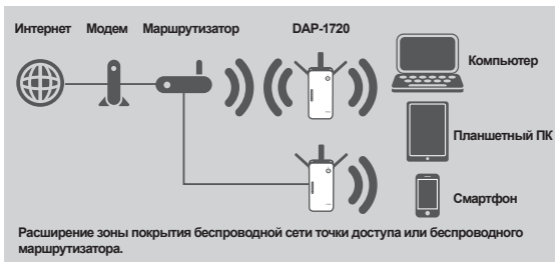 Интернет Модем Маршрутизатор DAP-1720
Компьютер
Планшетный ПК
Смартфон
Расширение зоны покрытия беспроводной сети точки доступа или беспроводного
маршрутизатора.